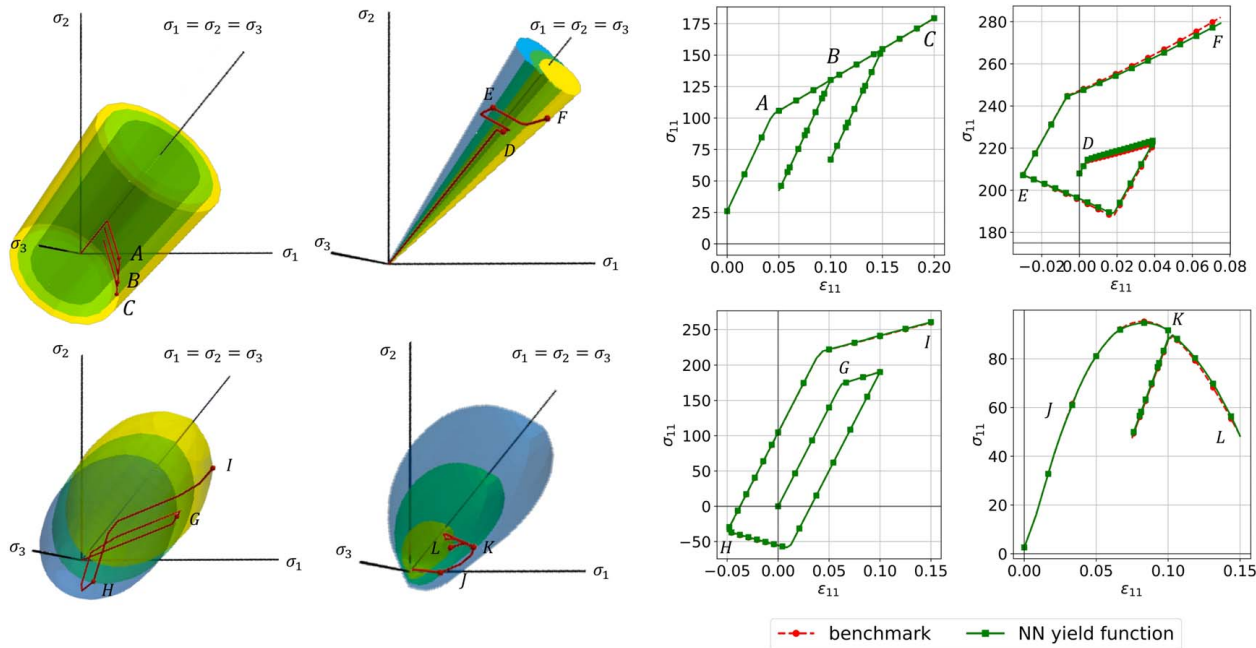 σ₂
σ₁ = σ₂ = σ₃
σ₃
σ₁
A
B
C
σ₂
σ₁ = σ₂ = σ₃
E
F
D
σ₃
σ₁
175
150
125
100
75
50
25
0
σ₁₁
A
B
C
0.00 0.05 0.10 0.15 0.20
ε₁₁
280
260
240
220
200
180
σ₁₁
F
D
E
−0.02 0.00 0.02 0.04 0.06 0.08
ε₁₁
σ₂
σ₁ = σ₂ = σ₃
I
G
σ₃
H
σ₁
σ₂
σ₁ = σ₂ = σ₃
L
K
σ₃
J
σ₁
250
200
150
100
50
0
−50
σ₁₁
I
G
H
−0.05 0.00 0.05 0.10 0.15
ε₁₁
80
60
40
20
0
σ₁₁
K
J
L
0.00 0.05 0.10 0.15
ε₁₁
benchmark NN yield function